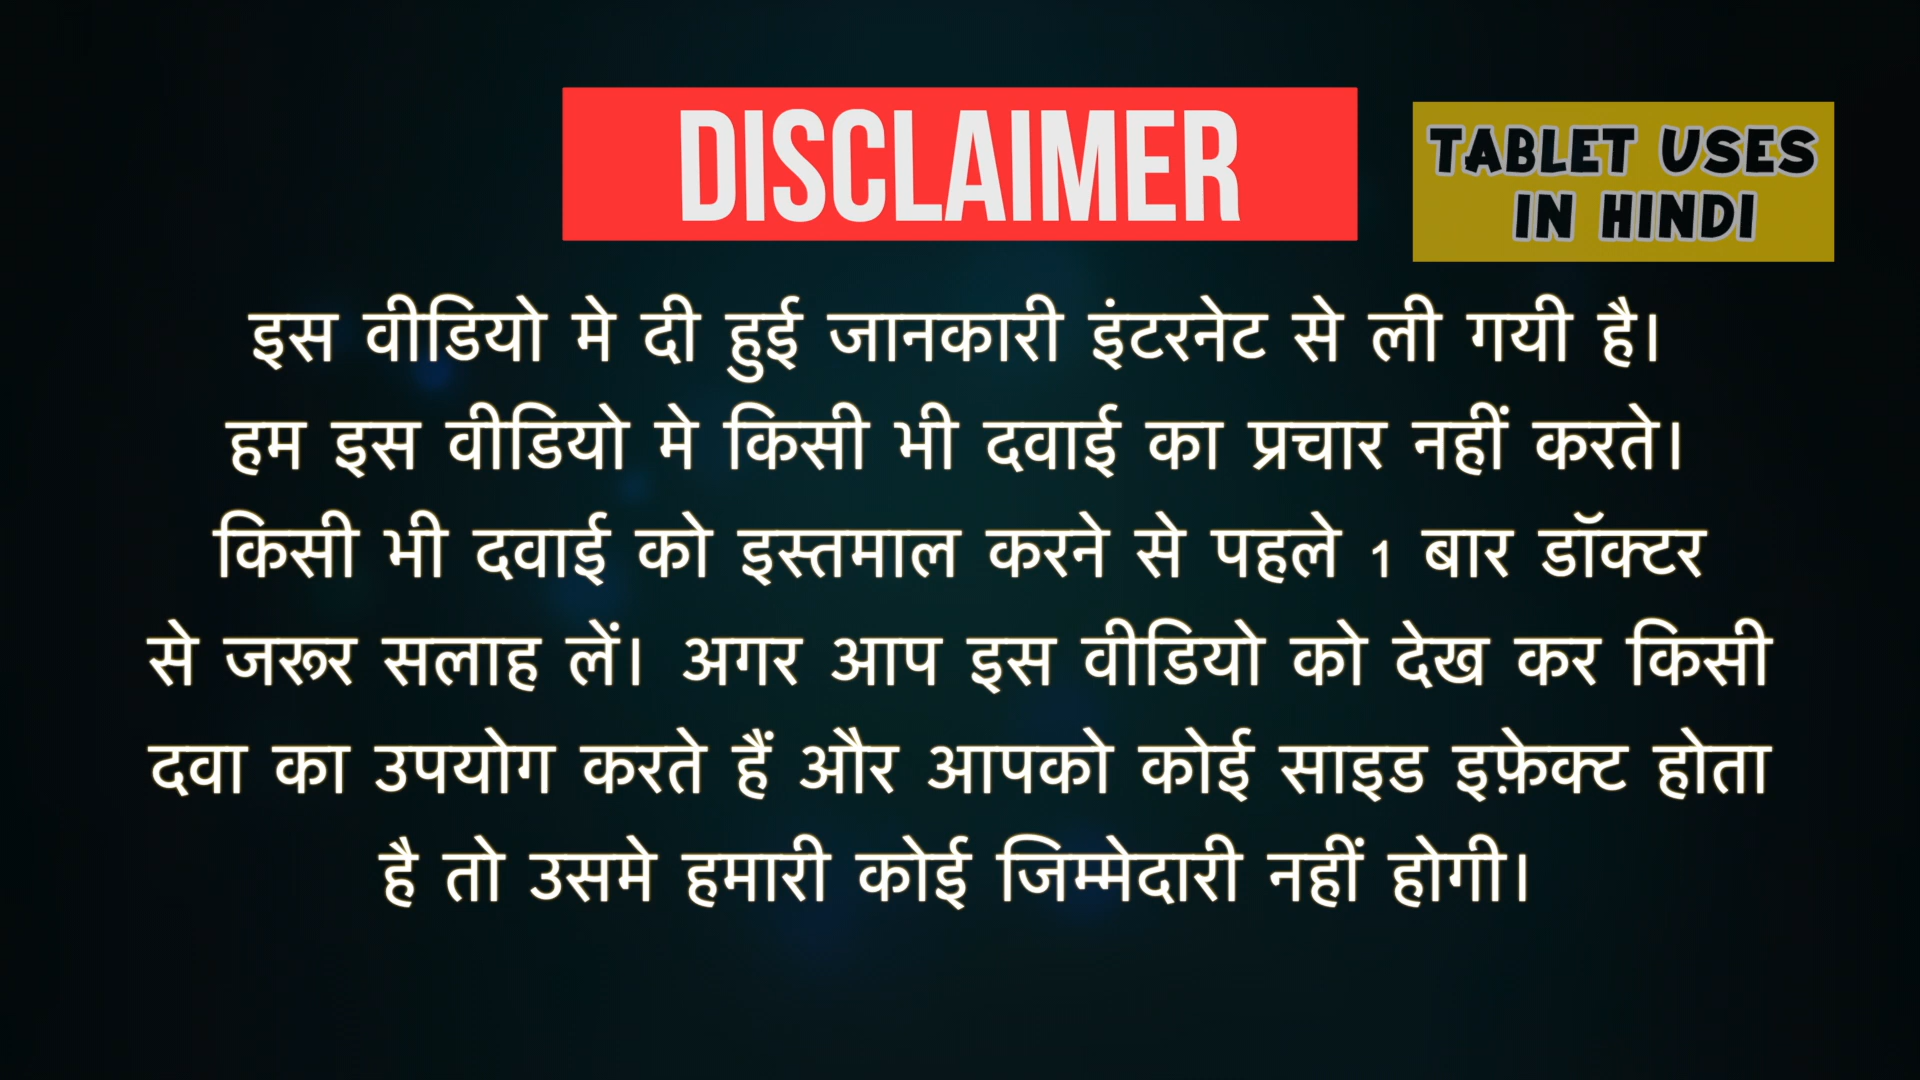 DISCLAIMER
TABLET USES
IN HINDI
इस वीडियो मे दी हुई जानकारी इंटरनेट से ली गयी है।
हम इस वीडियो मे किसी भी दवाई का प्रचार नहीं करते।
किसी भी दवाई को इस्तमाल करने से पहले 1 बार डॉक्टर
से जरूर सलाह लें। अगर आप इस वीडियो को देख कर किसी
दवा का उपयोग करते हैं और आपको कोई साइड इफ़ेक्ट होता
है तो उसमे हमारी कोई जिम्मेदारी नहीं होगी।